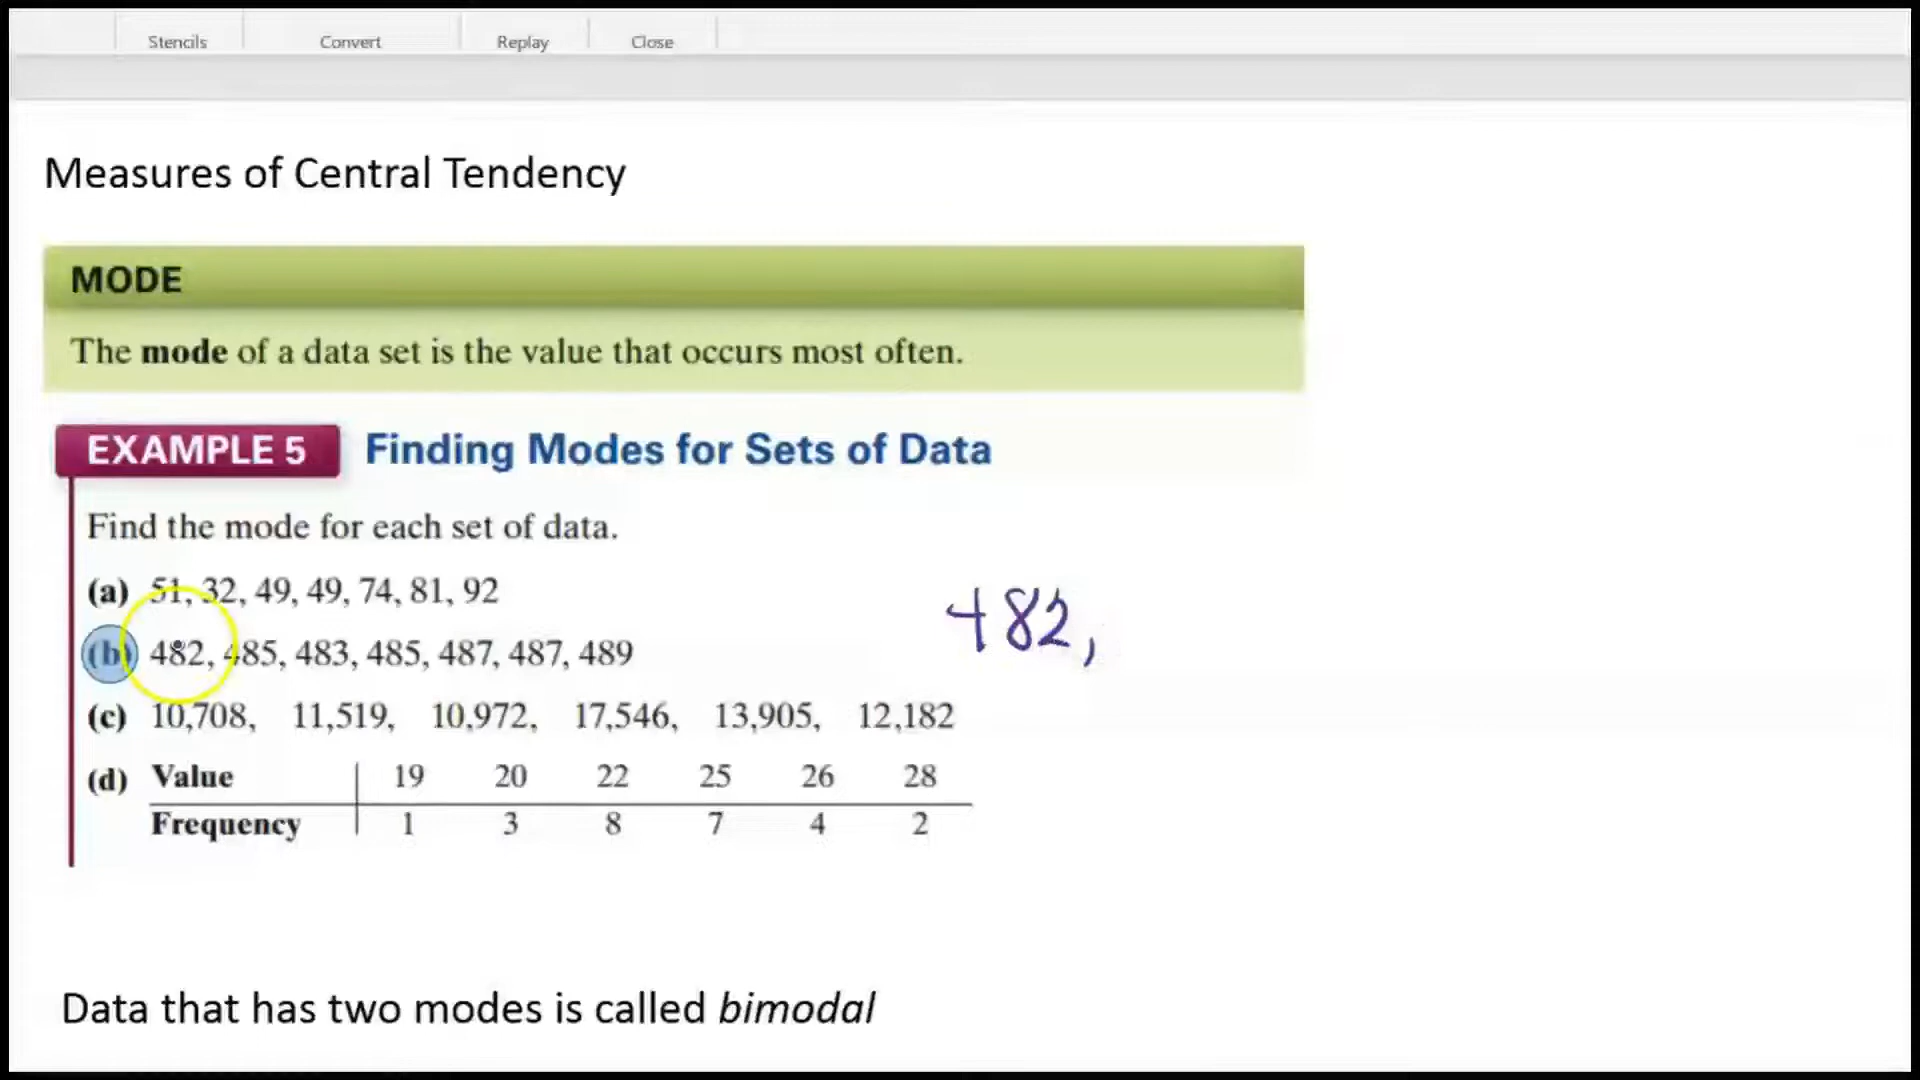 Stencils Convert Replay Close
Measures of Central Tendency
MODE
The mode of a data set is the value that occurs most often.
EXAMPLE 5 Finding Modes for Sets of Data
Find the mode for each set of data.
(a) 51, 32, 49, 49, 74, 81, 92
482,
(b) 482, 485, 483, 485, 487, 487, 489
(c) 10,708, 11,519, 10,972, 17,546, 13,905, 12,182
(d) Value 19 20 22 25 26 28
Frequency 1 3 8 7 4 2
Data that has two modes is called bimodal